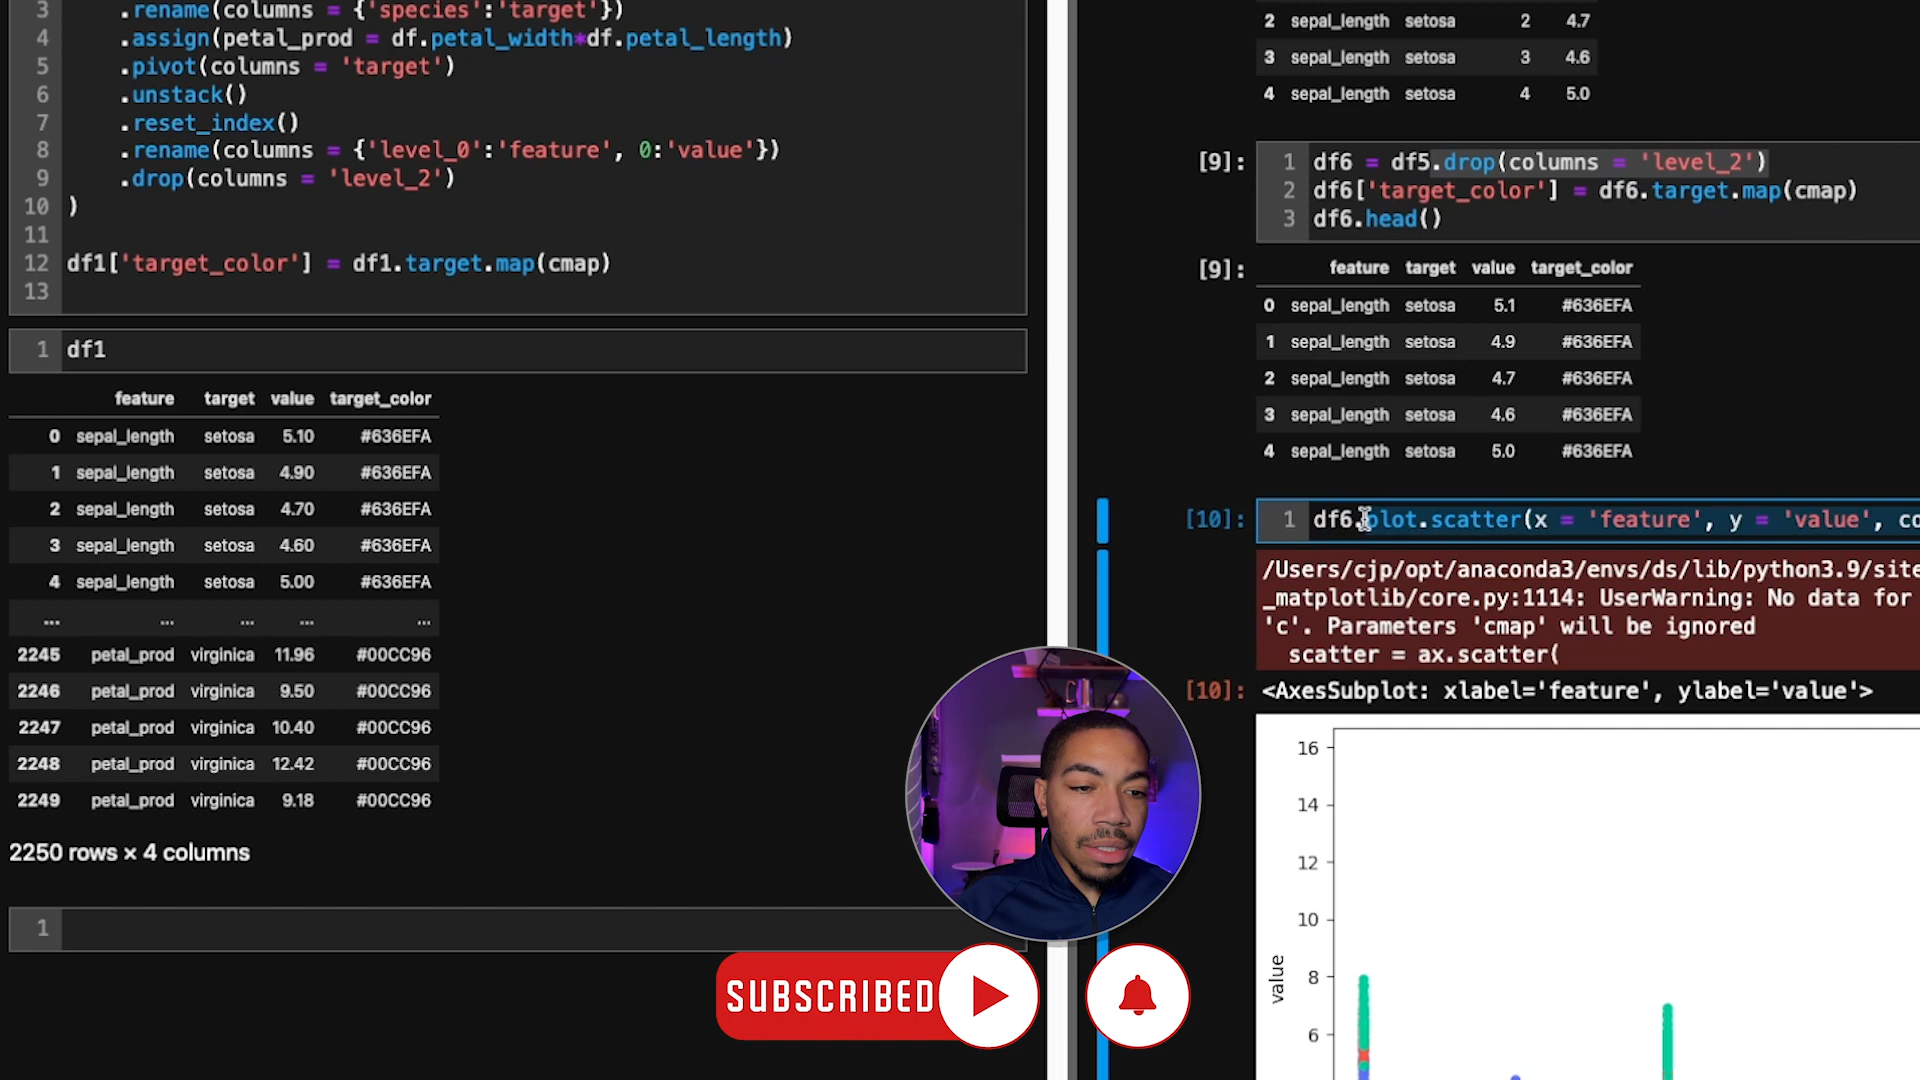 3 .rename(columns = {'species':'target'})
4 .assign(petal_prod = df.petal_width*df.petal_length)
5 .pivot(columns = 'target')
6 .unstack()
7 .reset_index()
8 .rename(columns = {'level_0':'feature', 0:'value'})
9 .drop(columns = 'level_2')
10 )
11
12 df1['target_color'] = df1.target.map(cmap)
13
1 df1
feature target value target_color
0 sepal_length setosa 5.10 #636EFA
1 sepal_length setosa 4.90 #636EFA
2 sepal_length setosa 4.70 #636EFA
3 sepal_length setosa 4.60 #636EFA
4 sepal_length setosa 5.00 #636EFA
... ... ... ... ...
2245 petal_prod virginica 11.96 #00CC96
2246 petal_prod virginica 9.50 #00CC96
2247 petal_prod virginica 10.40 #00CC96
2248 petal_prod virginica 12.42 #00CC96
2249 petal_prod virginica 9.18 #00CC96
2250 rows × 4 columns
1
SUBSCRIBED
2 sepal_length setosa 2 4.7
3 sepal_length setosa 3 4.6
4 sepal_length setosa 4 5.0
[9]: 1 df6 = df5.drop(columns = 'level_2')
2 df6['target_color'] = df6.target.map(cmap)
3 df6.head()
[9]: feature target value target_color
0 sepal_length setosa 5.1 #636EFA
1 sepal_length setosa 4.9 #636EFA
2 sepal_length setosa 4.7 #636EFA
3 sepal_length setosa 4.6 #636EFA
4 sepal_length setosa 5.0 #636EFA
[10]: 1 df6.plot.scatter(x = 'feature', y = 'value', co
/Users/cjp/opt/anaconda3/envs/ds/lib/python3.9/site
_matplotlib/core.py:1114: UserWarning: No data for
'c'. Parameters 'cmap' will be ignored
scatter = ax.scatter(
[10]: <AxesSubplot: xlabel='feature', ylabel='value'>
16
14
12
10
8
6
value